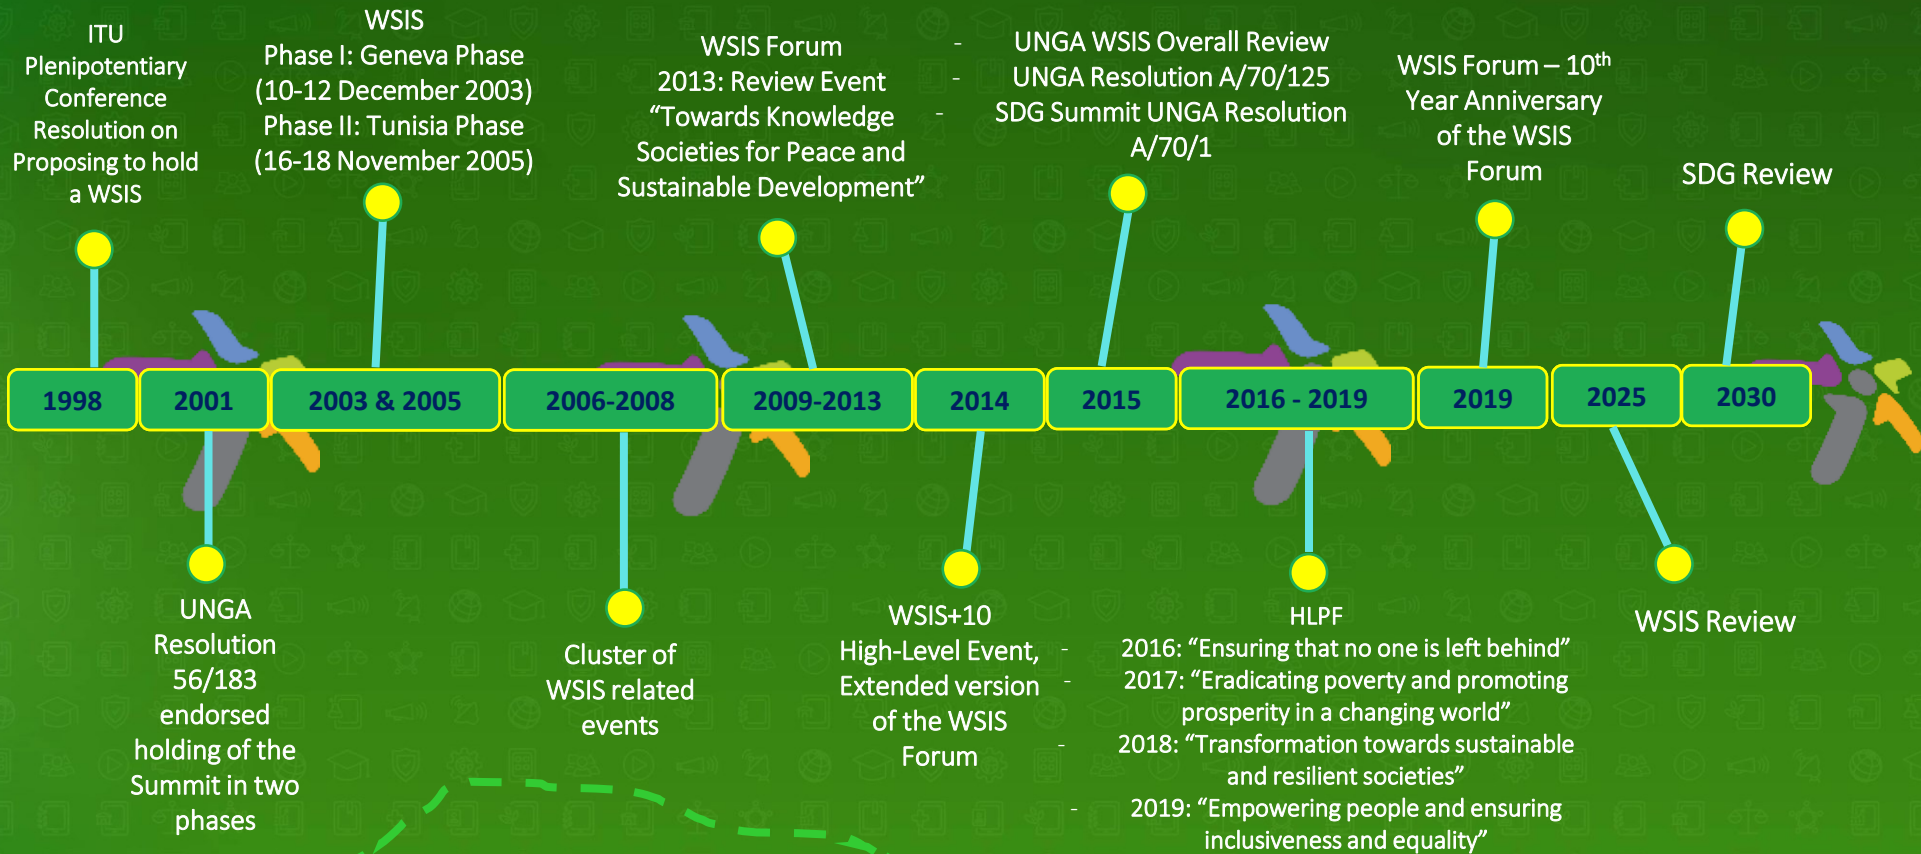 ITU
Plenipotentiary
Conference
Resolution on
Proposing to hold
a WSIS
WSIS
Phase I: Geneva Phase
(10-12 December 2003)
Phase II: Tunisia Phase
(16-18 November 2005)
WSIS Forum
2013: Review Event
“Towards Knowledge
Societies for Peace and
Sustainable Development”
- UNGA WSIS Overall Review
- UNGA Resolution A/70/125
- SDG Summit UNGA Resolution
A/70/1
WSIS Forum – 10th
Year Anniversary
of the WSIS
Forum
SDG Review
1998
2001
2003 & 2005
2006-2008
2009-2013
2014
2015
2016 - 2019
2019
2025
2030
UNGA
Resolution
56/183
endorsed
holding of the
Summit in two
phases
Cluster of
WSIS related
events
WSIS+10
High-Level Event,
Extended version
of the WSIS
Forum
HLPF
- 2016: “Ensuring that no one is left behind”
- 2017: “Eradicating poverty and promoting
prosperity in a changing world”
- 2018: “Transformation towards sustainable
and resilient societies”
- 2019: “Empowering people and ensuring
inclusiveness and equality”
WSIS Review